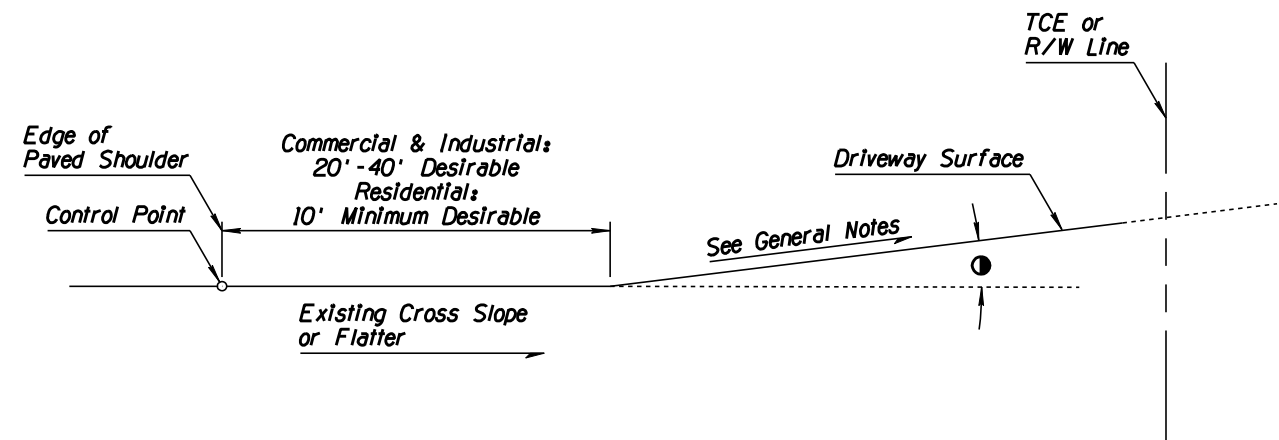 TCE or
R/W Line
Edge of
Paved Shoulder
Commercial & Industrial:
20'-40' Desirable
Residential:
10' Minimum Desirable
Driveway Surface
Control Point
See General Notes
Existing Cross Slope
or Flatter